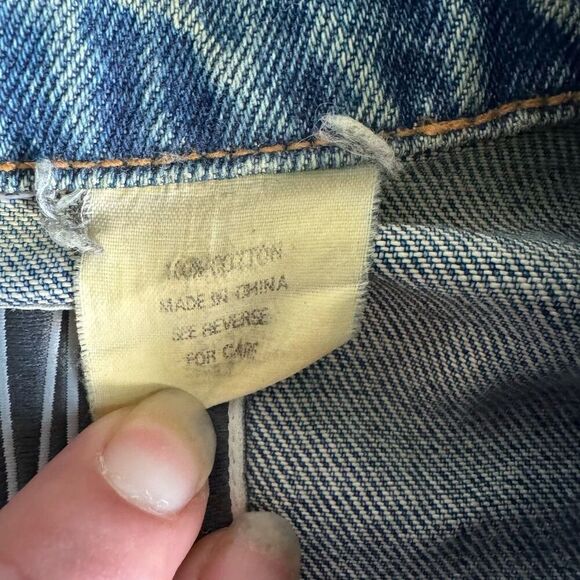 100% COTTON
MADE IN CHINA
SEE REVERSE
FOR CARE